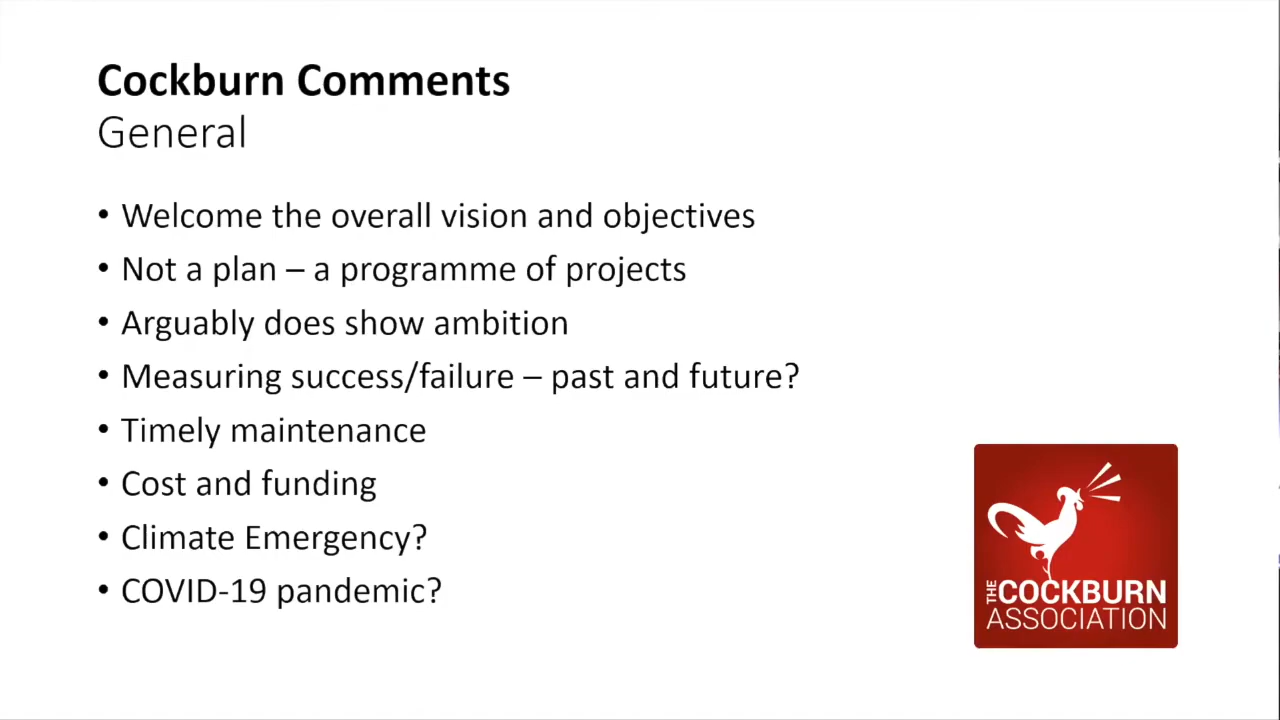 Cockburn Comments
General
• Welcome the overall vision and objectives
• Not a plan – a programme of projects
• Arguably does show ambition
• Measuring success/failure – past and future?
• Timely maintenance
• Cost and funding
• Climate Emergency?
• COVID-19 pandemic?
THE COCKBURN
ASSOCIATION